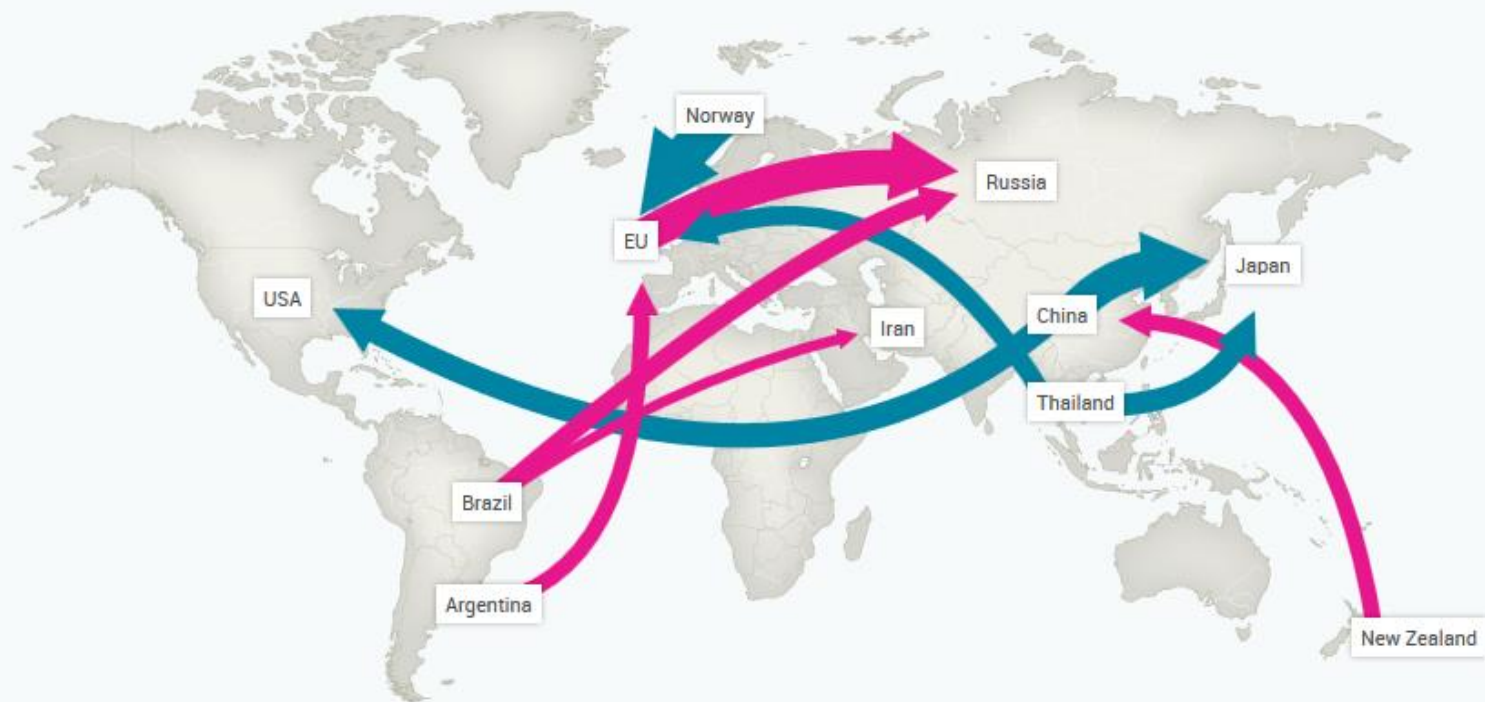 Norway
Russia
EU
Japan
USA
China
Iran
Thailand
Brazil
Argentina
New Zealand